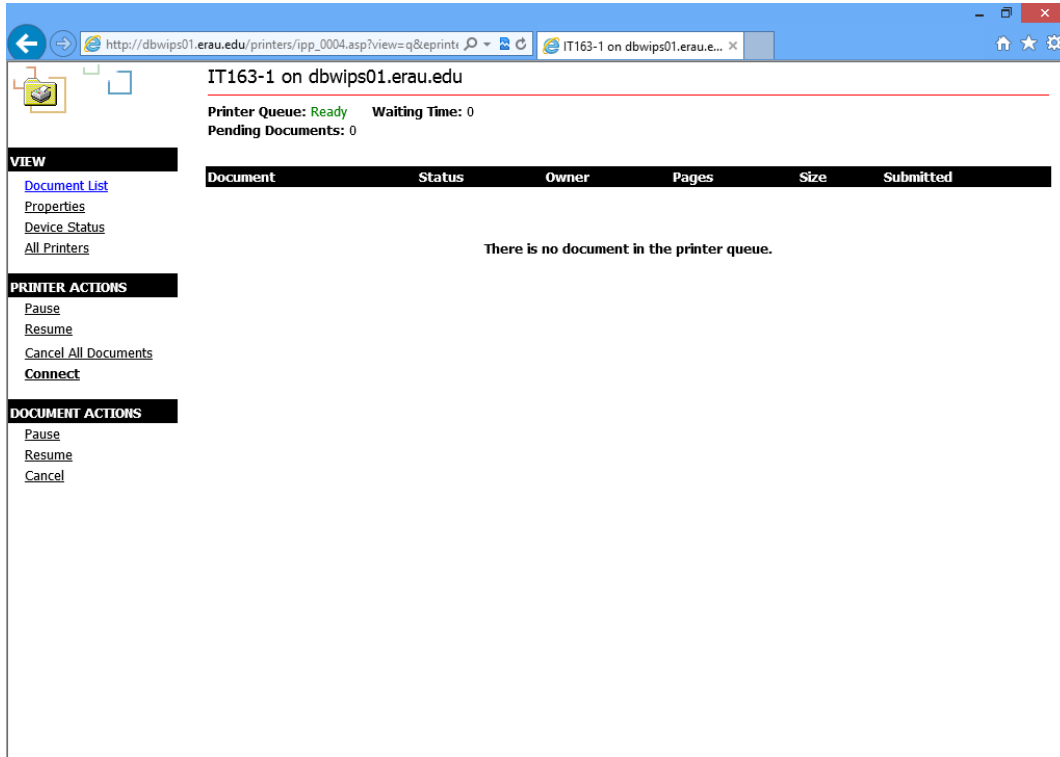 http://dbwips01.erau.edu/printers/ipp_0004.asp?view=q&eprinte
IT163-1 on dbwips01.erau.e...
IT163-1 on dbwips01.erau.edu
Printer Queue: Ready Waiting Time: 0
Pending Documents: 0
VIEW
Document List
Properties
Device Status
All Printers
PRINTER ACTIONS
Pause
Resume
Cancel All Documents
Connect
DOCUMENT ACTIONS
Pause
Resume
Cancel
Document Status Owner Pages Size Submitted
There is no document in the printer queue.